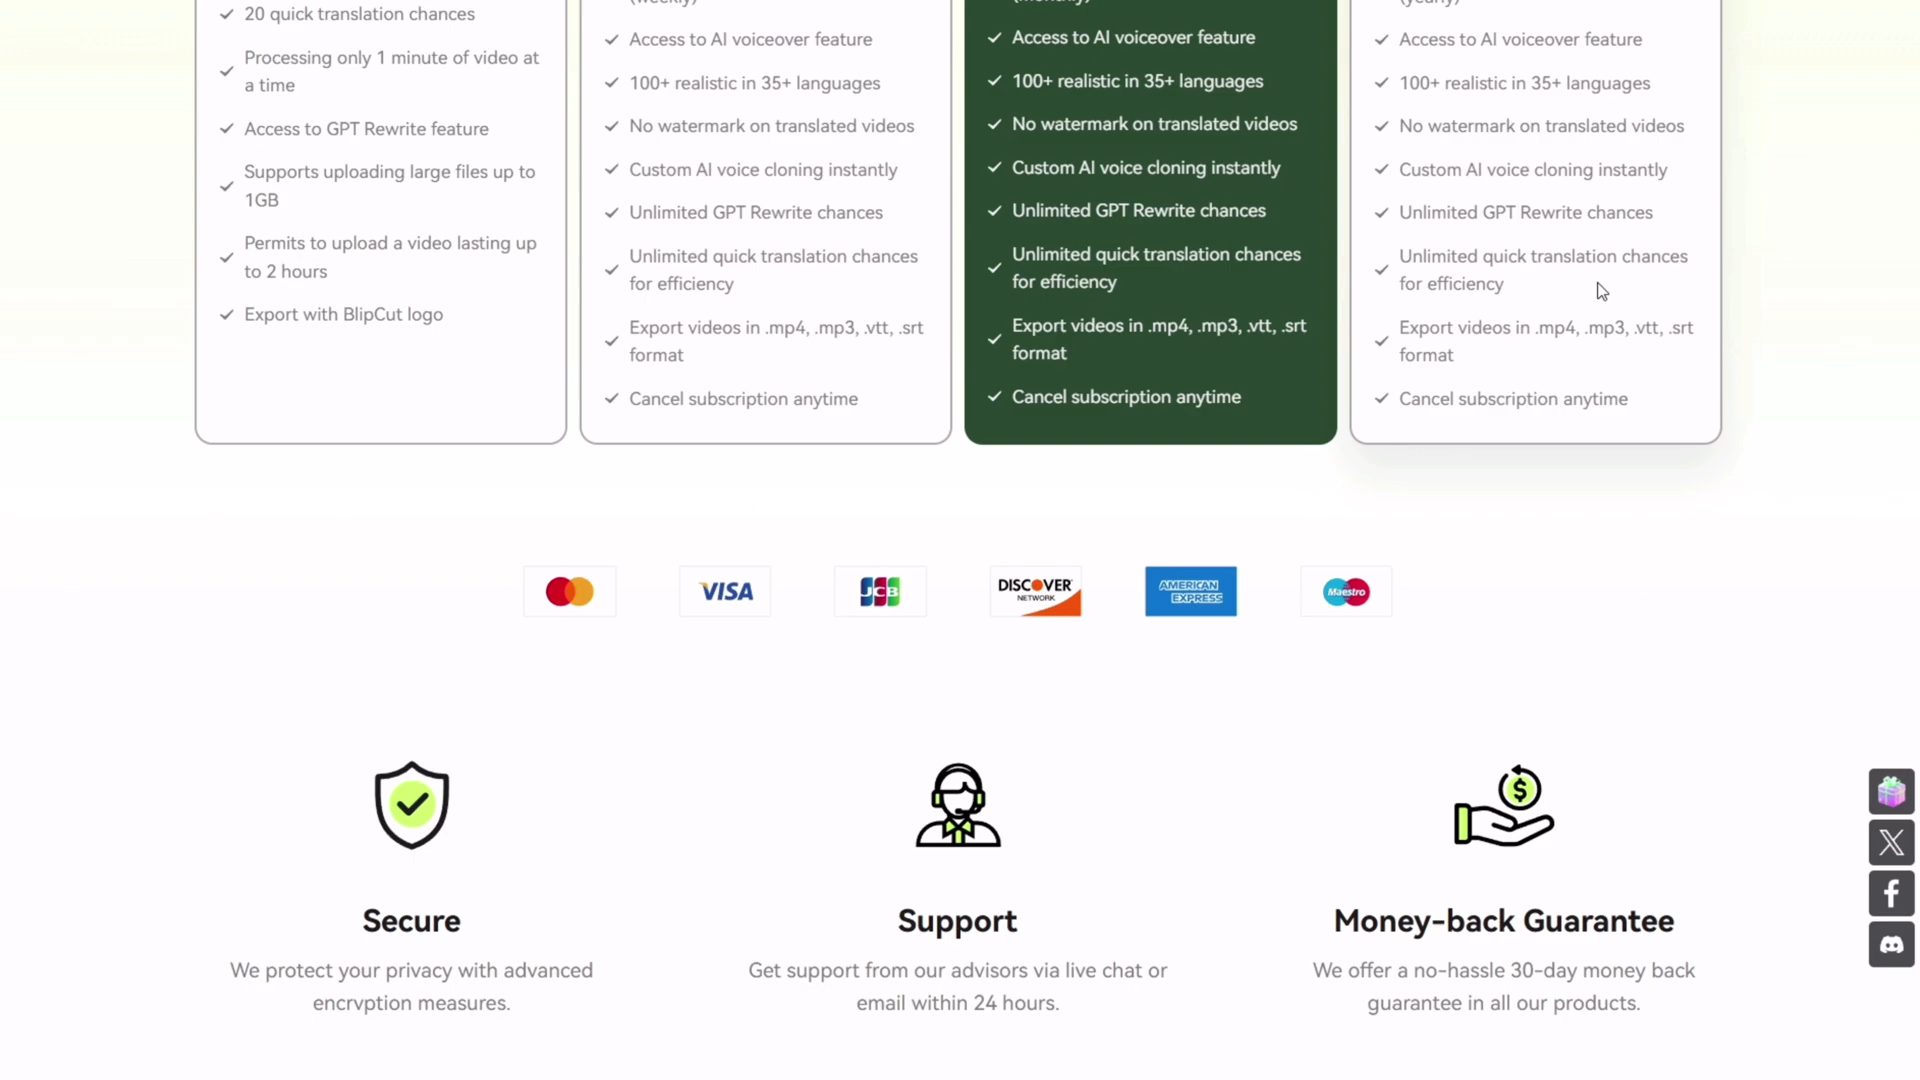 20 quick translation chances
Processing only 1 minute of video at
a time
Access to GPT Rewrite feature
Supports uploading large files up to
1GB
Permits to upload a video lasting up
to 2 hours
Export with BlipCut logo
(weekly)
Access to AI voiceover feature
100+ realistic in 35+ languages
No watermark on translated videos
Custom AI voice cloning instantly
Unlimited GPT Rewrite chances
Unlimited quick translation chances
for efficiency
Export videos in .mp4, .mp3, .vtt, .srt
format
Cancel subscription anytime
(monthly)
Access to AI voiceover feature
100+ realistic in 35+ languages
No watermark on translated videos
Custom AI voice cloning instantly
Unlimited GPT Rewrite chances
Unlimited quick translation chances
for efficiency
Export videos in .mp4, .mp3, .vtt, .srt
format
Cancel subscription anytime
(yearly)
Access to AI voiceover feature
100+ realistic in 35+ languages
No watermark on translated videos
Custom AI voice cloning instantly
Unlimited GPT Rewrite chances
Unlimited quick translation chances
for efficiency
Export videos in .mp4, .mp3, .vtt, .srt
format
Cancel subscription anytime
VISA
JCB
DISCOVER
NETWORK
AMERICAN
EXPRESS
Maestro
Secure
We protect your privacy with advanced
encryption measures.
Support
Get support from our advisors via live chat or
email within 24 hours.
Money-back Guarantee
We offer a no-hassle 30-day money back
guarantee in all our products.